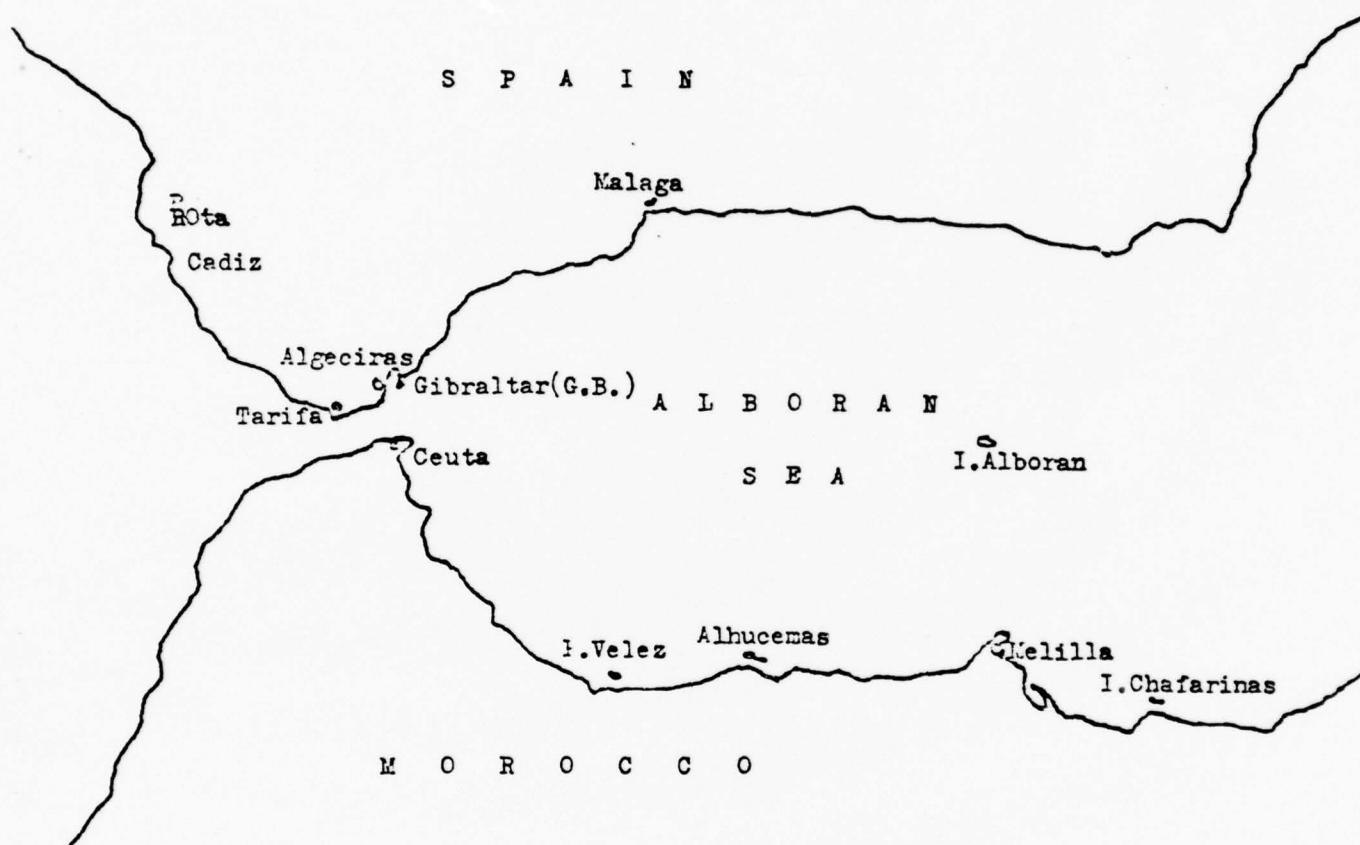 S P A I N
Malaga
ROta
Cadiz
Algeciras
Gibraltar(G.B.)
Tarifa
A L B O R A N
S E A
Ceuta
I.Alboran
Alhucemas
I.Velez
Melilla
I.Chafarinas
M O R O C C O